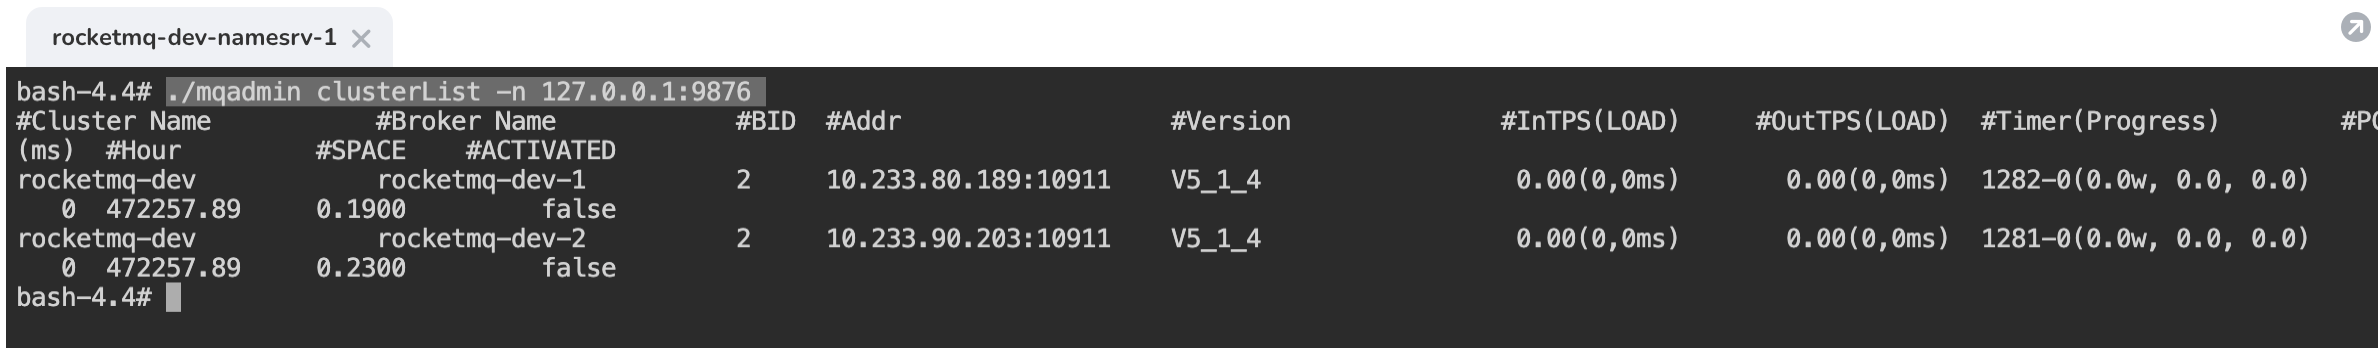 rocketmq-dev-namesrv-1
bash-4.4# ./mqadmin clusterList -n 127.0.0.1:9876
#Cluster Name           #Broker Name            #BID  #Addr                  #Version              #InTPS(LOAD)     #OutTPS(LOAD)  #Timer(Progress)        #PC
(ms)  #Hour         #SPACE    #ACTIVATED
rocketmq-dev            rocketmq-dev-1          2     10.233.80.189:10911    V5_1_4                 0.00(0,0ms)       0.00(0,0ms)  1282-0(0.0w, 0.0, 0.0)
   0  472257.89     0.1900         false
rocketmq-dev            rocketmq-dev-2          2     10.233.90.203:10911    V5_1_4                 0.00(0,0ms)       0.00(0,0ms)  1281-0(0.0w, 0.0, 0.0)
   0  472257.89     0.2300         false
bash-4.4#